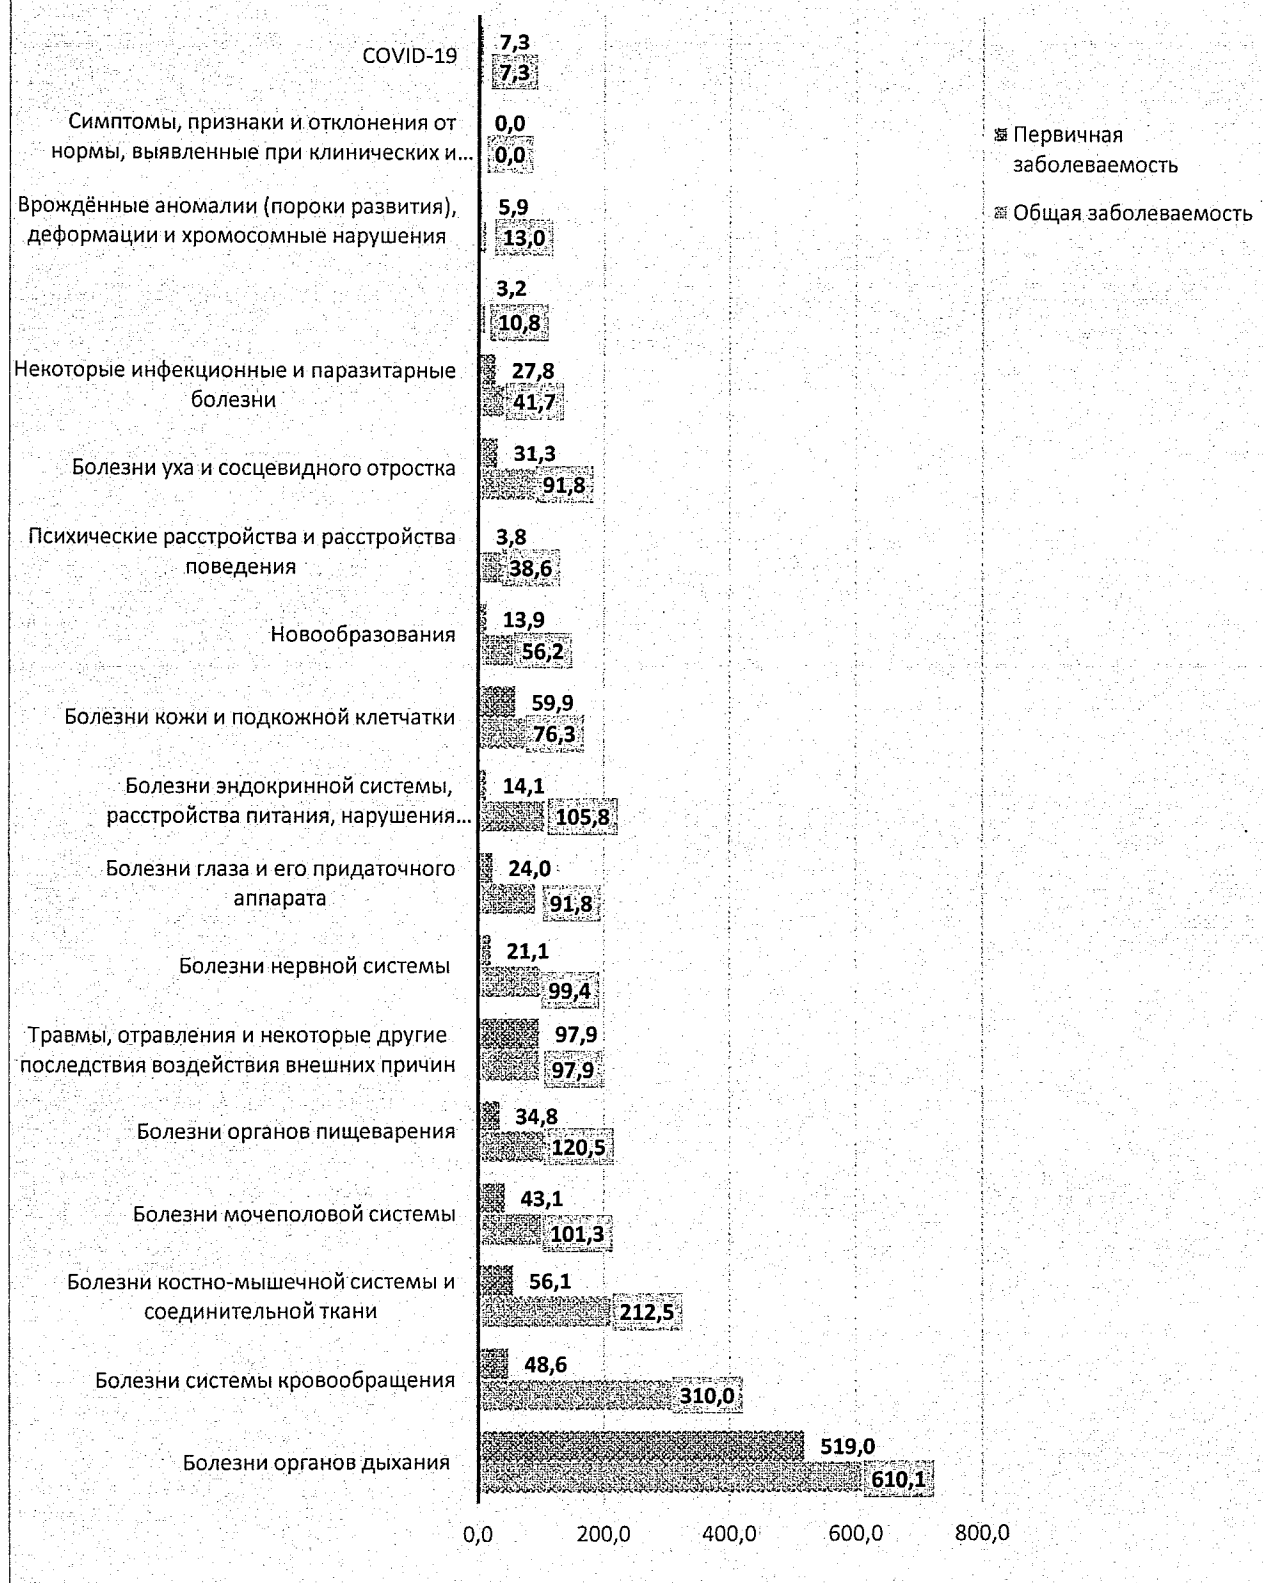 7,3
COVID-19
7,3
Симптомы, признаки и отклонения от
нормы, выявленные при клинических и...
0,0
0,0
Первичная
заболеваемость
Общая заболеваемость
Врождённые аномалии (пороки развития),
деформации и хромосомные нарушения
5,9
13,0
3,2
10,8
Некоторые инфекционные и паразитарные
болезни
27,8
41,7
Болезни уха и сосцевидного отростка
31,3
91,8
Психические расстройства и расстройства
поведения
3,8
38,6
Новообразования
13,9
56,2
Болезни кожи и подкожной клетчатки
59,9
76,3
Болезни эндокринной системы,
расстройства питания, нарушения...
14,1
105,8
Болезни глаза и его придаточного
аппарата
24,0
91,8
Болезни нервной системы
21,1
99,4
Травмы, отравления и некоторые другие
последствия воздействия внешних причин
97,9
97,9
Болезни органов пищеварения
34,8
120,5
Болезни мочеполовой системы
43,1
101,3
Болезни костно-мышечной системы и
соединительной ткани
56,1
212,5
Болезни системы кровообращения
48,6
310,0
Болезни органов дыхания
519,0
610,1
0,0 200,0 400,0 600,0 800,0